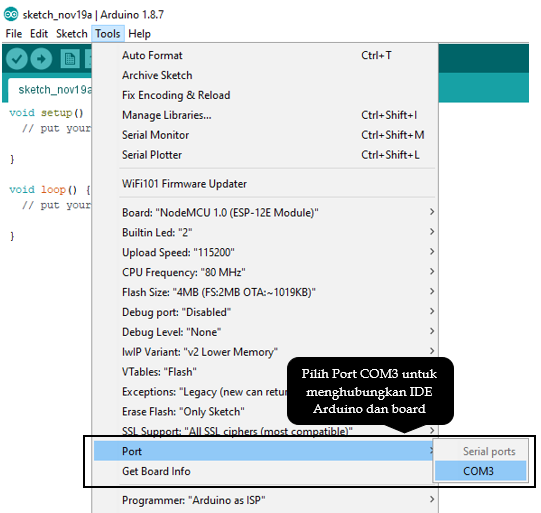 sketch_nov19a | Arduino 1.8.7
File Edit Sketch Tools Help
sketch_nov19a
void setup()
// put your
}
void loop() {
// put your
}
Auto Format Ctrl+T
Archive Sketch
Fix Encoding & Reload
Manage Libraries... Ctrl+Shift+I
Serial Monitor Ctrl+Shift+M
Serial Plotter Ctrl+Shift+L
WiFi101 Firmware Updater
Board: "NodeMCU 1.0 (ESP-12E Module)"
Builtin Led: "2"
Upload Speed: "115200"
CPU Frequency: "80 MHz"
Flash Size: "4MB (FS:2MB OTA:~1019KB)"
Debug port: "Disabled"
Debug Level: "None"
lwIP Variant: "v2 Lower Memory"
VTables: "Flash"
Exceptions: "Legacy (new can retur
Erase Flash: "Only Sketch"
SSL Support: "All SSL ciphers (most compatible)"
Port
Get Board Info
Programmer: "Arduino as ISP"
Pilih Port COM3 untuk
menghubungkan IDE
Arduino dan board
Serial ports
COM3